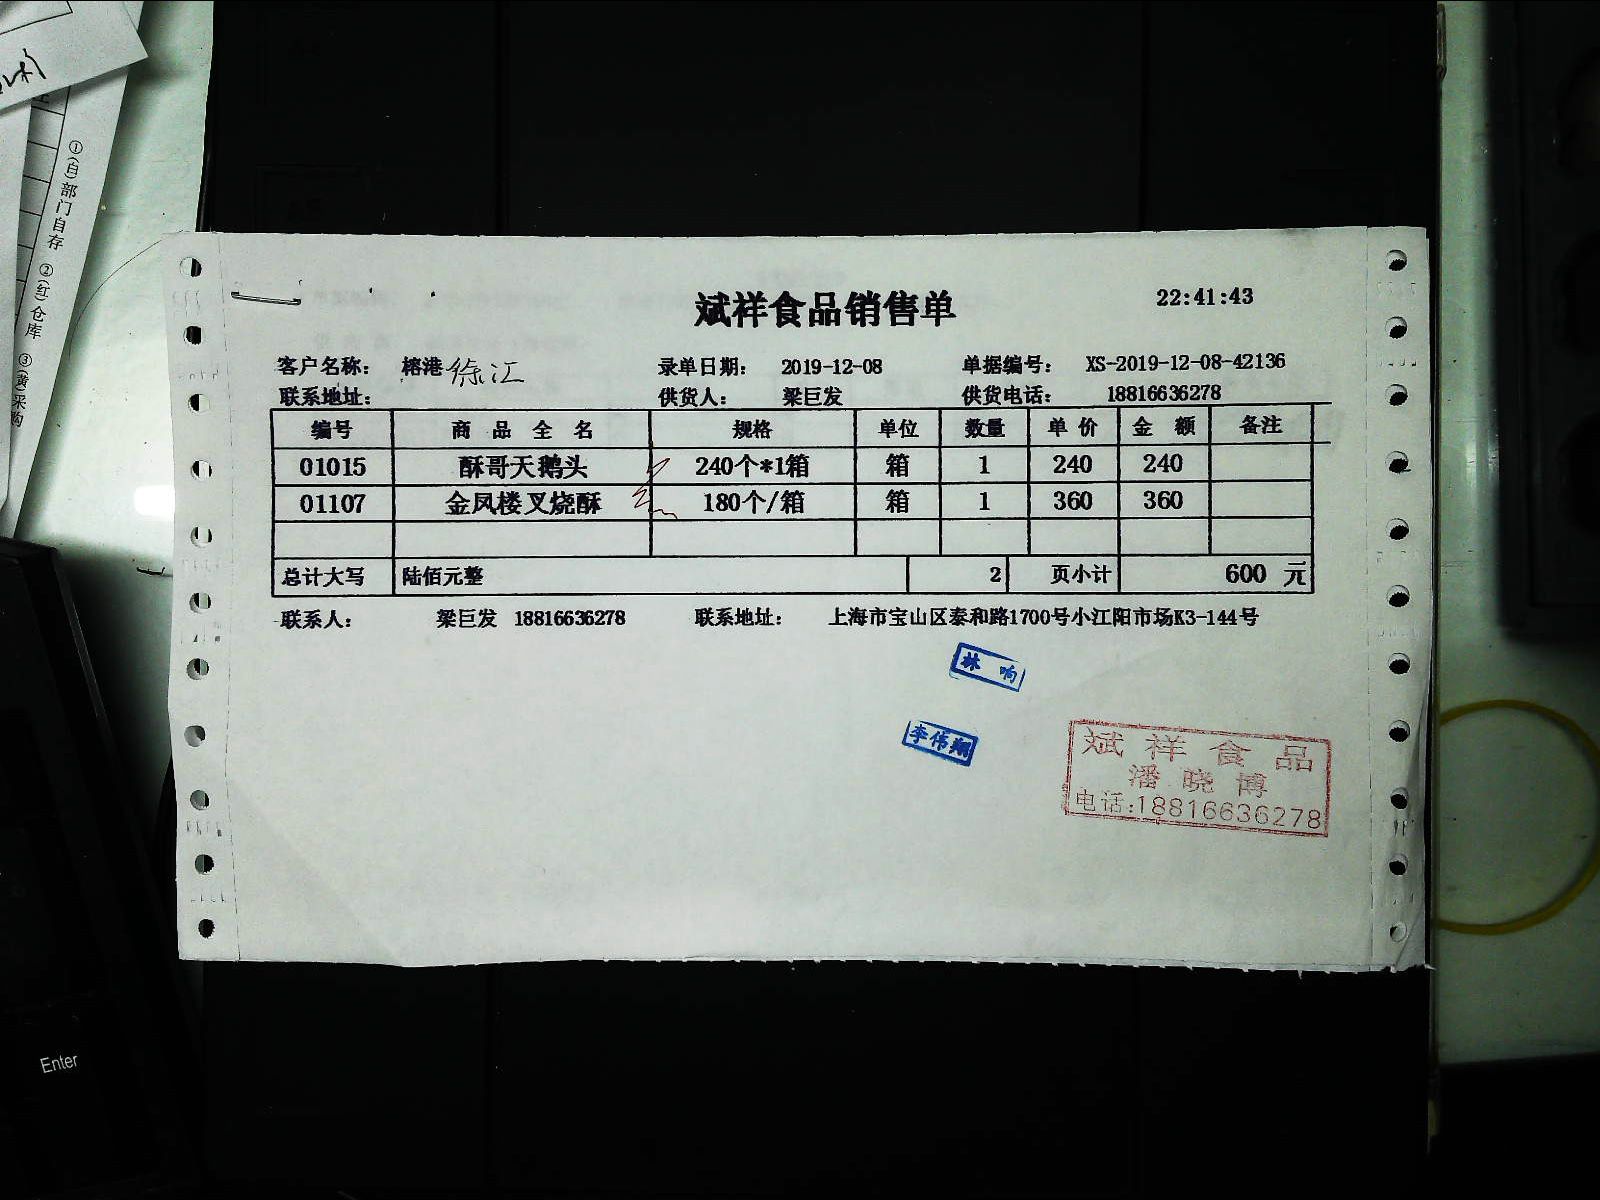 ①(白)部门自存 ②(红)仓库 ③(黄)采购
斌祥食品销售单
22:41:43
客户名称： 榕港 徐江 录单日期： 2019-12-08 单据编号： XS-2019-12-08-42136
联系地址： 供货人： 梁巨发 供货电话： 18816636278
编号 商 品 全 名 规格 单位 数量 单 价 金 额 备注
01015 酥哥天鹅头 240个*1箱 箱 1 240 240
01107 金凤楼叉烧酥 180个/箱 箱 1 360 360
总计大写 陆佰元整 2 页小计 600 元
联系人： 梁巨发 18816636278 联系地址： 上海市宝山区泰和路1700号小江阳市场K3-144号
林 响
李伟翔
斌祥食品
潘晓博
电话:18816636278
Enter